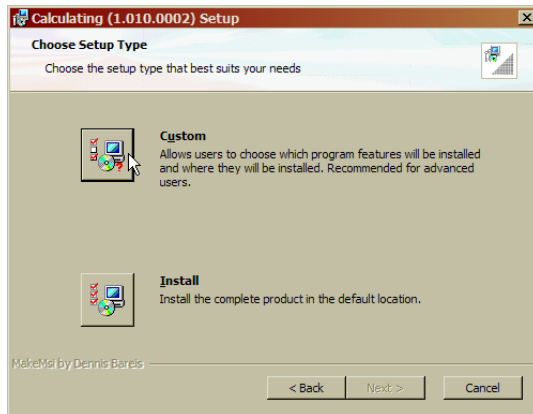 Calculating (1.010.0002) Setup
Choose Setup Type
Choose the setup type that best suits your needs
Custom
Allows users to choose which program features will be installed
and where they will be installed. Recommended for advanced
users.
Install
Install the complete product in the default location.
MakeMsi by Dennis Bareis
< Back
Next >
Cancel